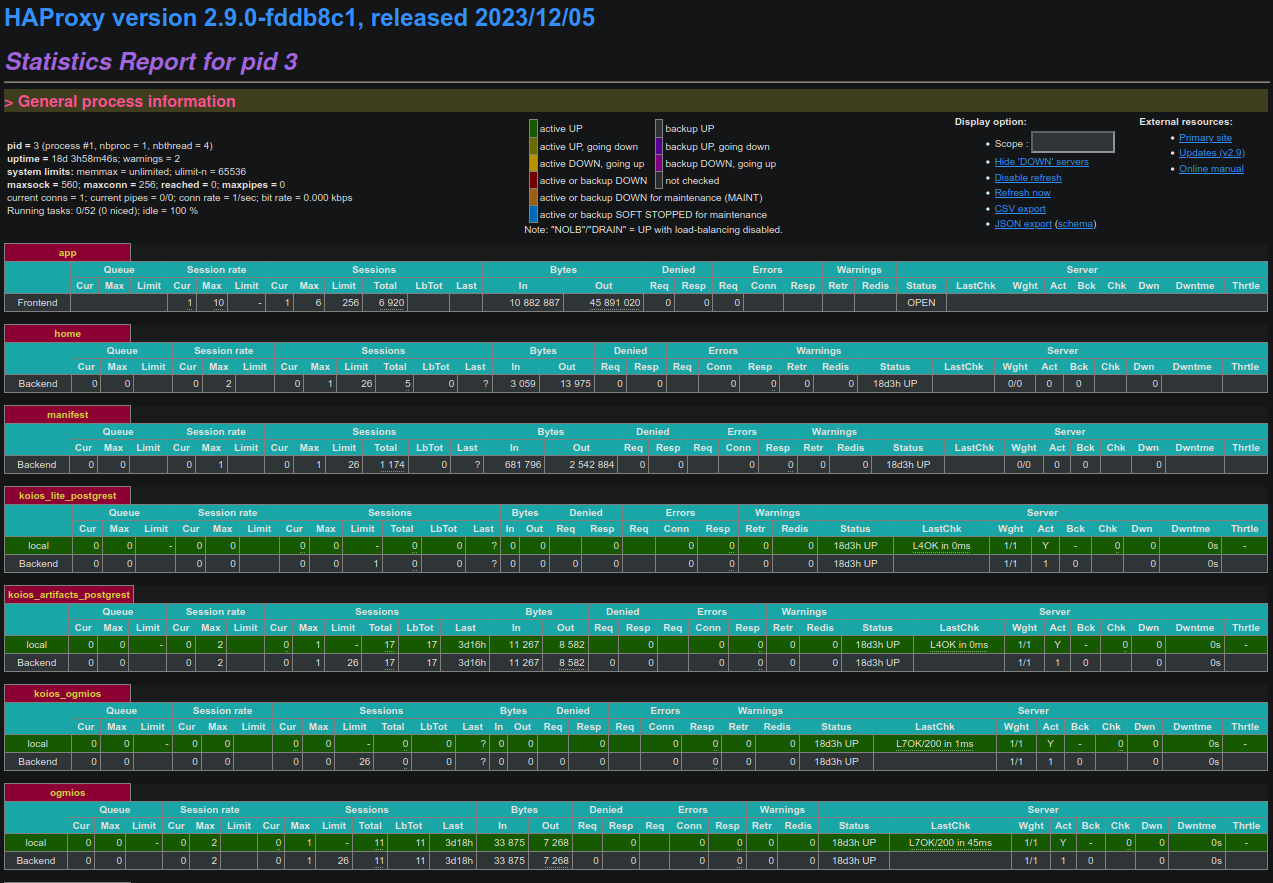 HAProxy version 2.9.0-fddb8c1, released 2023/12/05
Statistics Report for pid 3
> General process information
pid = 3 (process #1, nbproc = 1, nbthread = 4)
uptime = 18d 3h58m46s; warnings = 2
system limits: memmax = unlimited; ulimit-n = 65536
maxsock = 560; maxconn = 256; reached = 0; maxpipes = 0
current conns = 1; current pipes = 0/0; conn rate = 1/sec; bit rate = 0.000 kbps
Running tasks: 0/52 (0 niced); idle = 100 %
active UP backup UP
active UP, going down backup UP, going down
active DOWN, going up backup DOWN, going up
active or backup DOWN not checked
active or backup DOWN for maintenance (MAINT)
active or backup SOFT STOPPED for maintenance
Note: "NOLB"/"DRAIN" = UP with load-balancing disabled.
Display option:
• Scope :
• Hide 'DOWN' servers
• Disable refresh
• Refresh now
• CSV export
• JSON export (schema)
External resources:
• Primary site
• Updates (v2.9)
• Online manual
app
Queue Session rate Sessions Bytes Denied Errors Warnings Server
Cur Max Limit Cur Max Limit Cur Max Limit Total LbTot Last In Out Req Resp Req Conn Resp Retr Redis Status LastChk Wght Act Bck Chk Dwn Dwntme Thrtle
Frontend 1 10 - 1 6 256 6 920 10 882 887 45 891 020 0 0 0 OPEN
home
Queue Session rate Sessions Bytes Denied Errors Warnings Server
Cur Max Limit Cur Max Limit Cur Max Limit Total LbTot Last In Out Req Resp Req Conn Resp Retr Redis Status LastChk Wght Act Bck Chk Dwn Dwntme Thrtle
Backend 0 0 0 2 0 1 26 5 0 ? 3 059 13 975 0 0 0 0 0 0 18d3h UP 0/0 0 0 0
manifest
Queue Session rate Sessions Bytes Denied Errors Warnings Server
Cur Max Limit Cur Max Limit Cur Max Limit Total LbTot Last In Out Req Resp Req Conn Resp Retr Redis Status LastChk Wght Act Bck Chk Dwn Dwntme Thrtle
Backend 0 0 0 1 0 1 26 1 174 0 ? 681 796 2 542 884 0 0 0 0 0 0 18d3h UP 0/0 0 0 0
koios_lite_postgrest
Queue Session rate Sessions Bytes Denied Errors Warnings Server
Cur Max Limit Cur Max Limit Cur Max Limit Total LbTot Last In Out Req Resp Req Conn Resp Retr Redis Status LastChk Wght Act Bck Chk Dwn Dwntme Thrtle
local 0 0 - 0 0 0 0 - 0 0 ? 0 0 0 0 0 0 0 18d3h UP L4OK in 0ms 1/1 Y - 0 0 0s -
Backend 0 0 0 0 0 0 1 0 0 ? 0 0 0 0 0 0 0 0 18d3h UP 1/1 1 0 0 0s
koios_artifacts_postgrest
Queue Session rate Sessions Bytes Denied Errors Warnings Server
Cur Max Limit Cur Max Limit Cur Max Limit Total LbTot Last In Out Req Resp Req Conn Resp Retr Redis Status LastChk Wght Act Bck Chk Dwn Dwntme Thrtle
local 0 0 - 0 2 0 1 - 17 17 3d16h 11 267 8 582 0 0 0 0 0 18d3h UP L4OK in 0ms 1/1 Y - 0 0 0s -
Backend 0 0 0 2 0 1 26 17 17 3d16h 11 267 8 582 0 0 0 0 0 0 18d3h UP 1/1 1 0 0 0s
koios_ogmios
Queue Session rate Sessions Bytes Denied Errors Warnings Server
Cur Max Limit Cur Max Limit Cur Max Limit Total LbTot Last In Out Req Resp Req Conn Resp Retr Redis Status LastChk Wght Act Bck Chk Dwn Dwntme Thrtle
local 0 0 - 0 0 0 0 - 0 0 ? 0 0 0 0 0 0 0 18d3h UP L7OK/200 in 1ms 1/1 Y - 0 0 0s -
Backend 0 0 0 0 0 0 26 0 0 ? 0 0 0 0 0 0 0 0 18d3h UP 1/1 1 0 0 0s
ogmios
Queue Session rate Sessions Bytes Denied Errors Warnings Server
Cur Max Limit Cur Max Limit Cur Max Limit Total LbTot Last In Out Req Resp Req Conn Resp Retr Redis Status LastChk Wght Act Bck Chk Dwn Dwntme Thrtle
local 0 0 - 0 2 0 1 - 11 11 3d18h 33 875 7 268 0 0 0 0 0 18d3h UP L7OK/200 in 45ms 1/1 Y - 0 0 0s -
Backend 0 0 0 2 0 1 26 11 11 3d18h 33 875 7 268 0 0 0 0 0 0 18d3h UP 1/1 1 0 0 0s